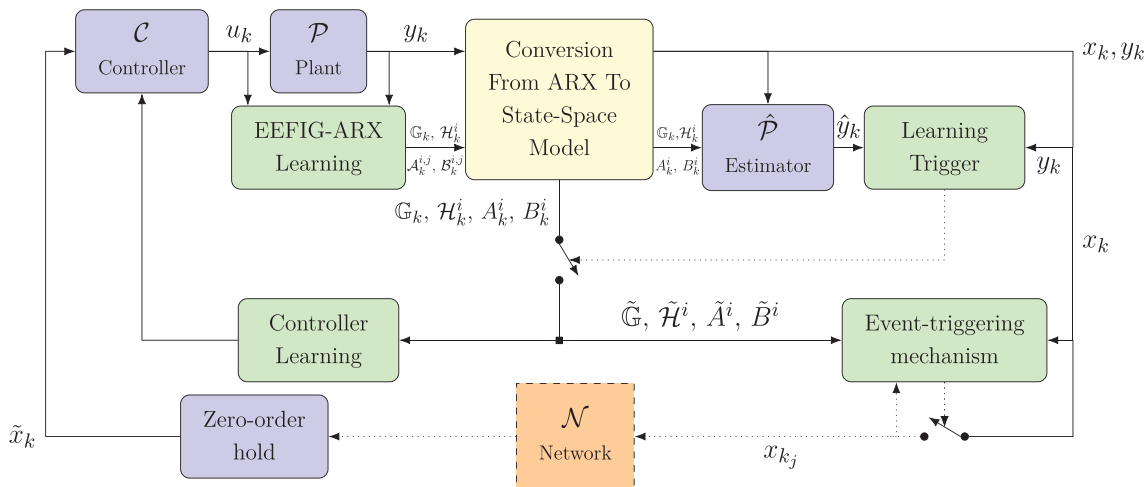 𝒞
Controller
u_k
𝒫
Plant
y_k
Conversion
From ARX To
State-Space
Model
x_k, y_k
EEFIG-ARX
Learning
𝔾_k, ℋ_k^i
𝒜_k^{i,j}, ℬ_k^{i,j}
𝔾_k, ℋ_k^i
A_k^i, B_k^i
𝒫̂
Estimator
ŷ_k
Learning
Trigger
y_k
𝔾_k, ℋ_k^i, A_k^i, B_k^i
x_k
Controller
Learning
𝔾̃, ℋ̃^i, Ã^i, B̃^i
Event-triggering
mechanism
x̃_k
Zero-order
hold
𝒩
Network
x_{k_j}